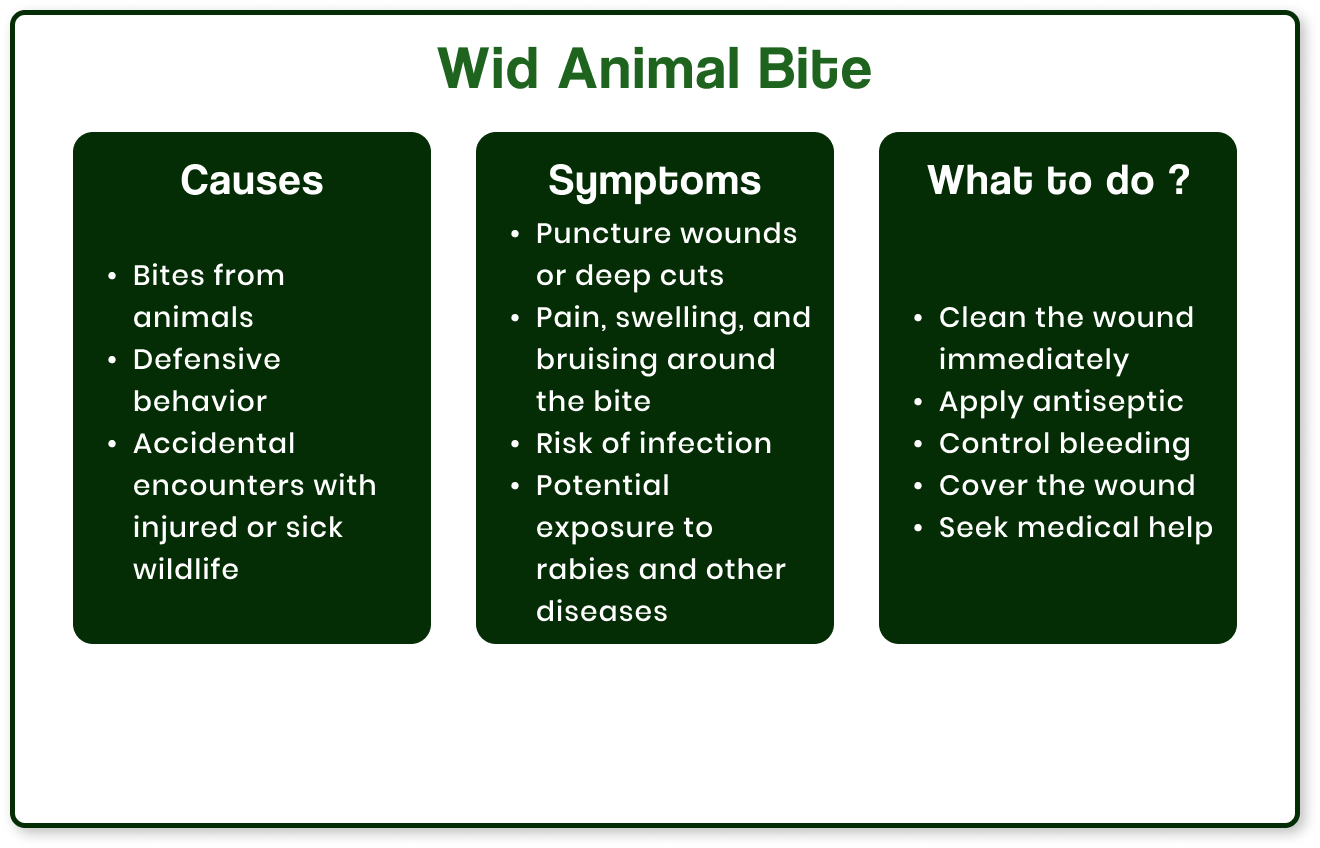 Wid Animal Bite
Causes
• Bites from
animals
• Defensive
behavior
• Accidental
encounters with
injured or sick
wildlife
Symptoms
• Puncture wounds
or deep cuts
• Pain, swelling, and
bruising around
the bite
• Risk of infection
• Potential
exposure to
rabies and other
diseases
What to do ?
• Clean the wound
immediately
• Apply antiseptic
• Control bleeding
• Cover the wound
• Seek medical help